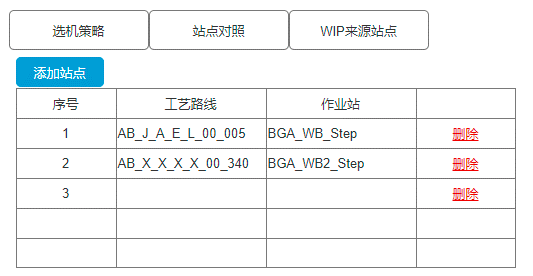 选机策略 站点对照 WIP来源站点
添加站点
序号 工艺路线 作业站
1 AB_J_A_E_L_00_005 BGA_WB_Step 删除
2 AB_X_X_X_X_00_340 BGA_WB2_Step 删除
3 删除